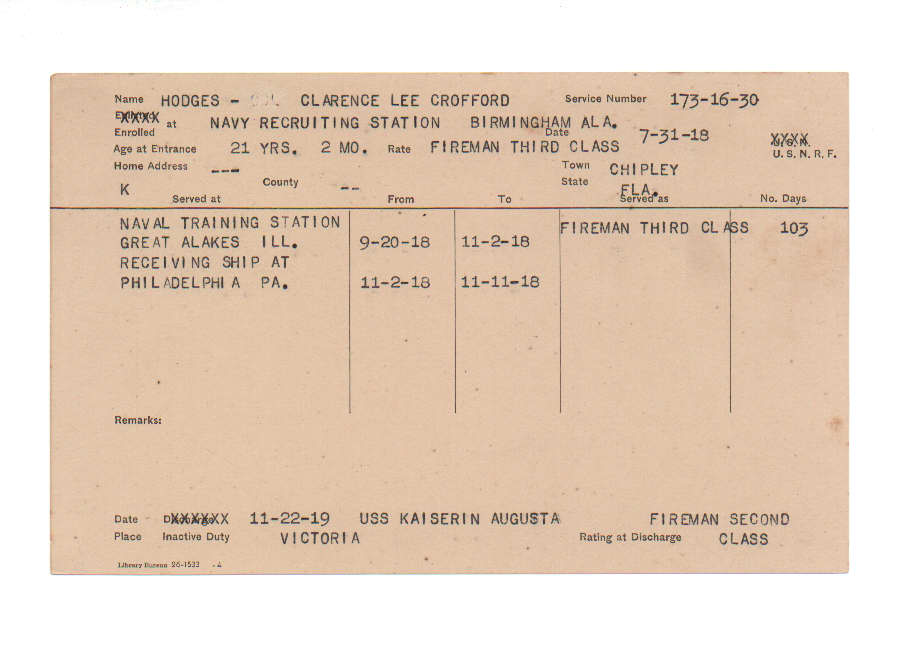 Name HODGES - CLARENCE LEE CROFFORD Service Number 173-16-30
Enlisted XXXX
Enrolled at NAVY RECRUITING STATION BIRMINGHAM ALA. Date 7-31-18 U.S.N. XXXX
Age at Entrance 21 YRS. 2 MO. Rate FIREMAN THIRD CLASS U. S. N. R. F.
Home Address --- Town CHIPLEY
K County -- State FLA.
Served at From To Served as No. Days
NAVAL TRAINING STATION FIREMAN THIRD CLASS 103
GREAT ALAKES ILL. 9-20-18 11-2-18
RECEIVING SHIP AT
PHILADELPHIA PA. 11-2-18 11-11-18
Remarks:
Date Discharge XXXXXX 11-22-19 USS KAISERIN AUGUSTA FIREMAN SECOND
Place Inactive Duty VICTORIA Rating at Discharge CLASS
Library Bureau 26-1533